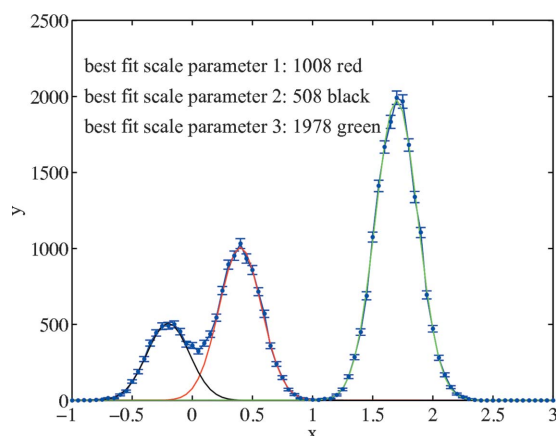 2500
best fit scale parameter 1: 1008 red
2000
best fit scale parameter 2: 508 black
best fit scale parameter 3: 1978 green
1500
y
1000
500
0
−1 −0.5 0 0.5 1 1.5 2 2.5 3
x